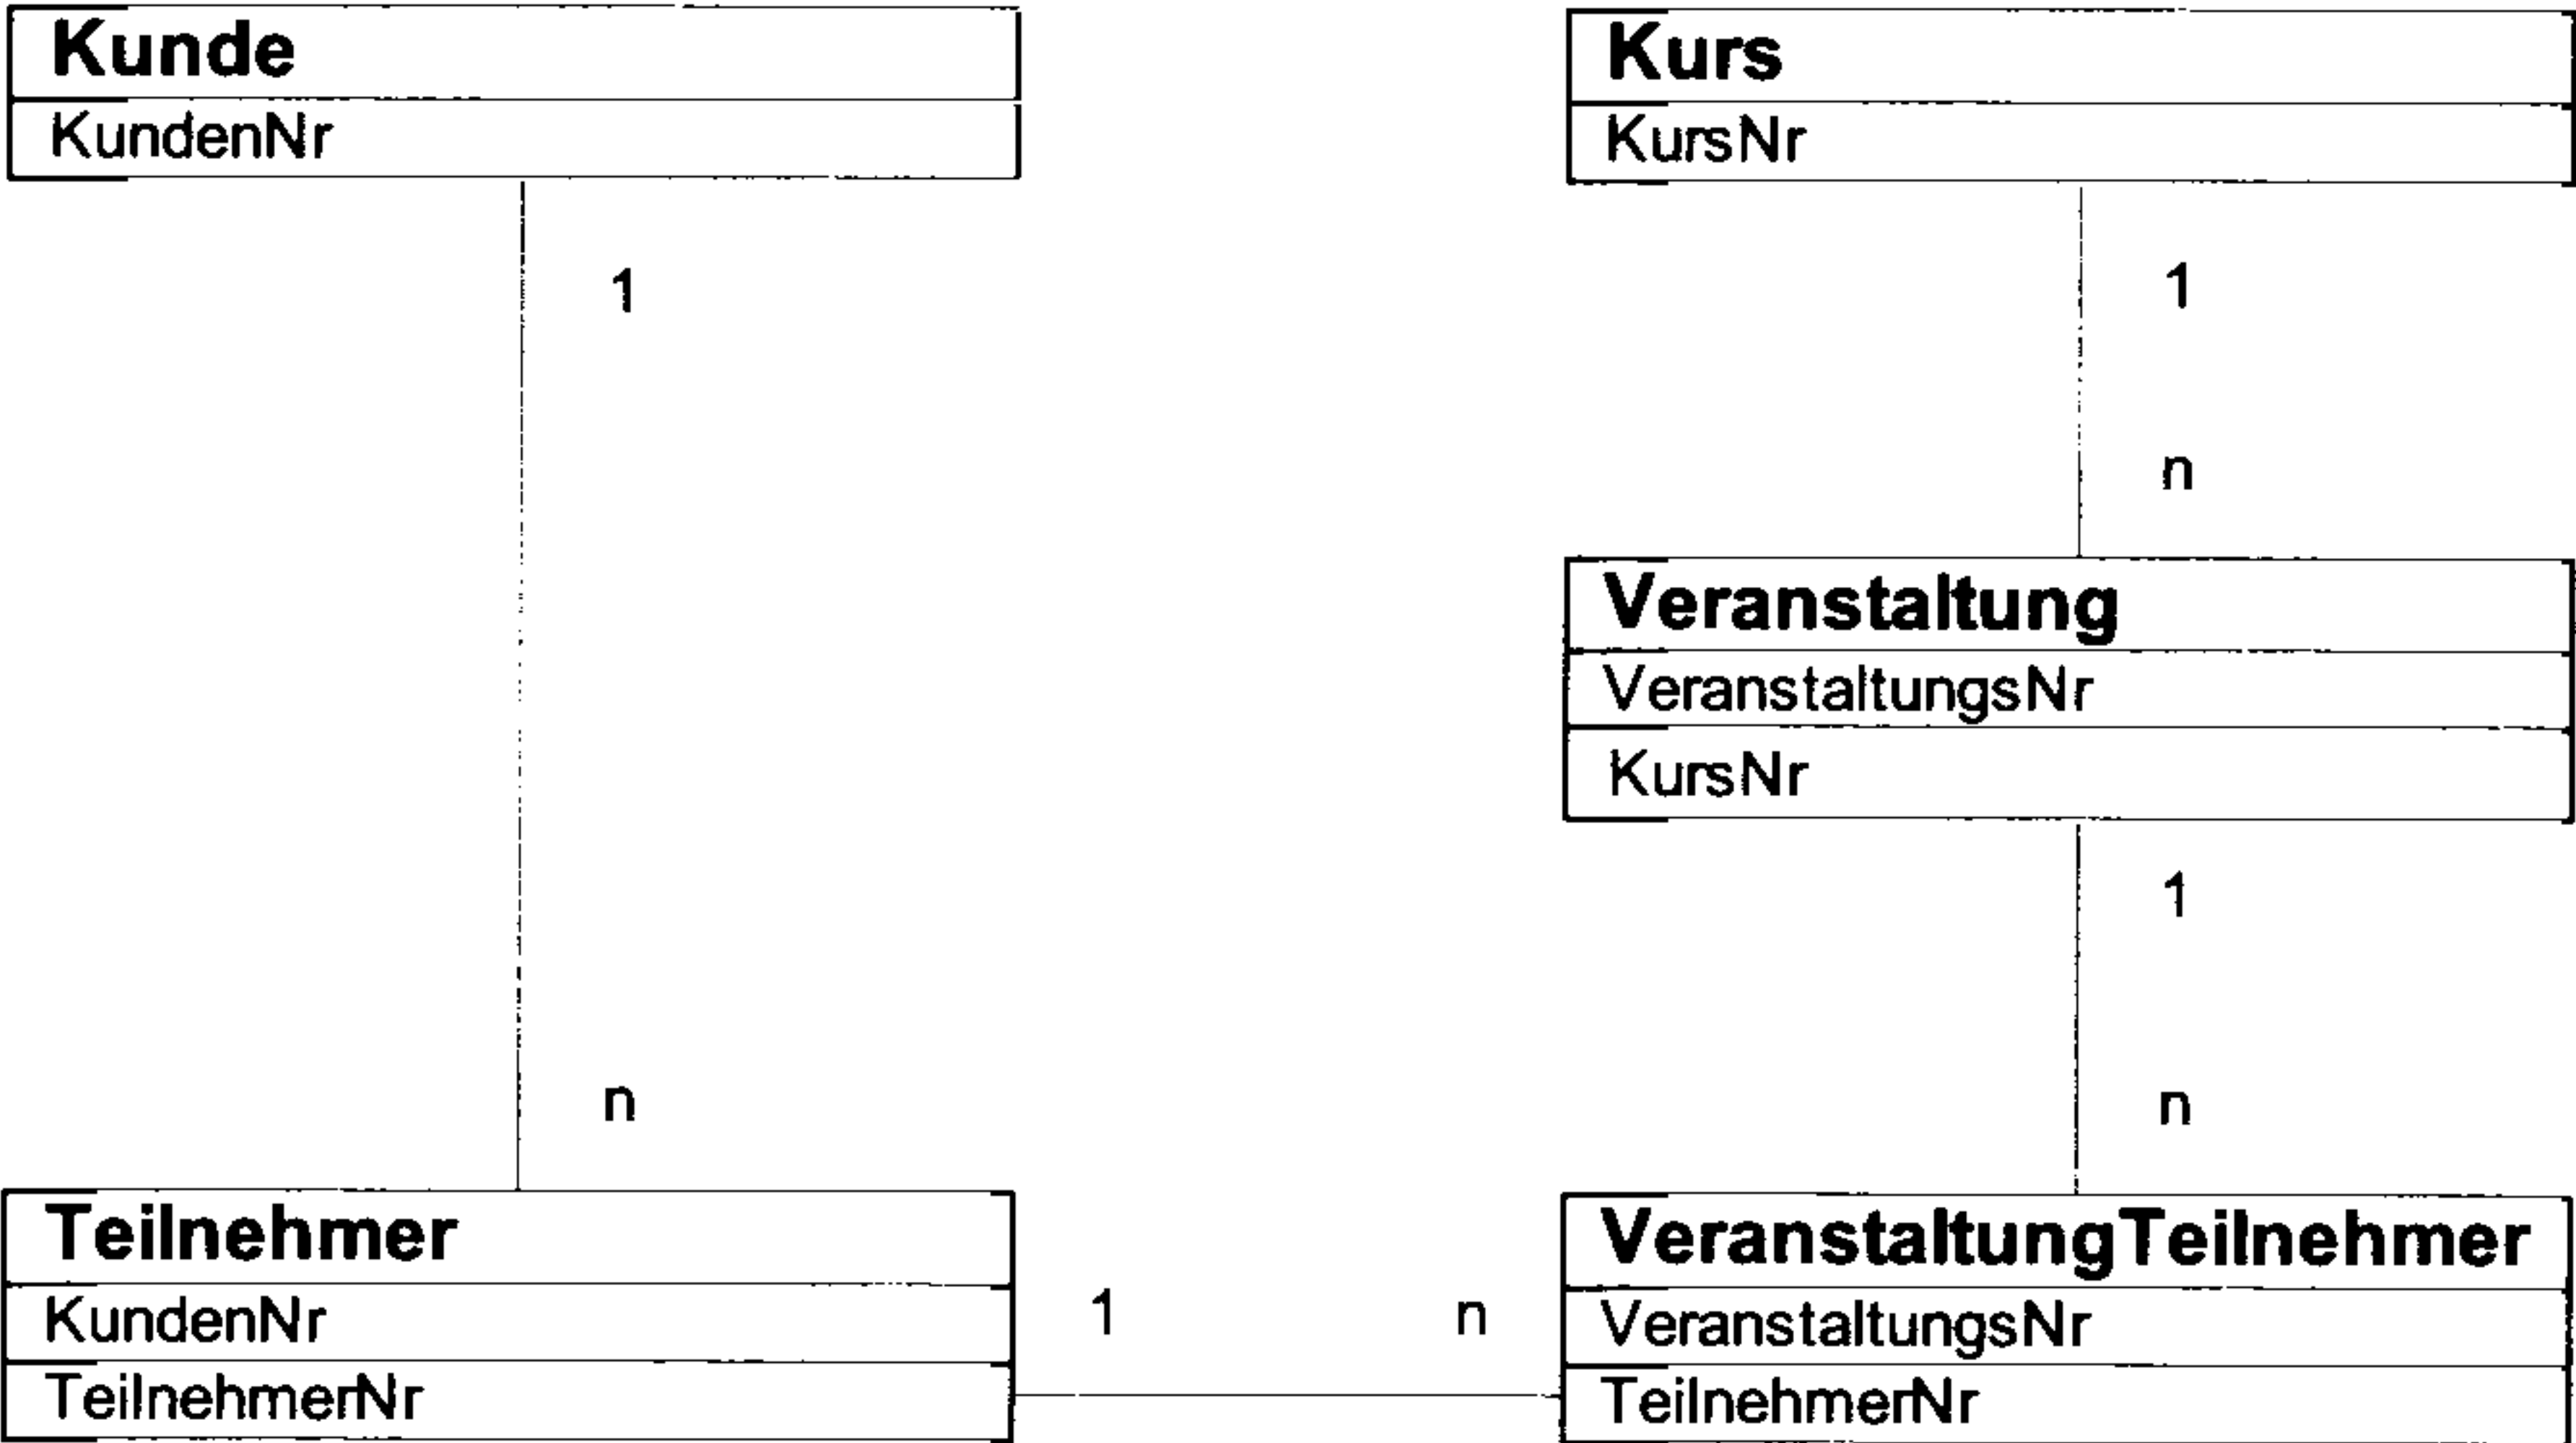 Kunde
KundenNr
Kurs
KursNr
1
1
n
Veranstaltung
VeranstaltungsNr
KursNr
1
n
n
Teilnehmer
KundenNr
TeilnehmerNr
1
n
VeranstaltungTeilnehmer
VeranstaltungsNr
TeilnehmerNr